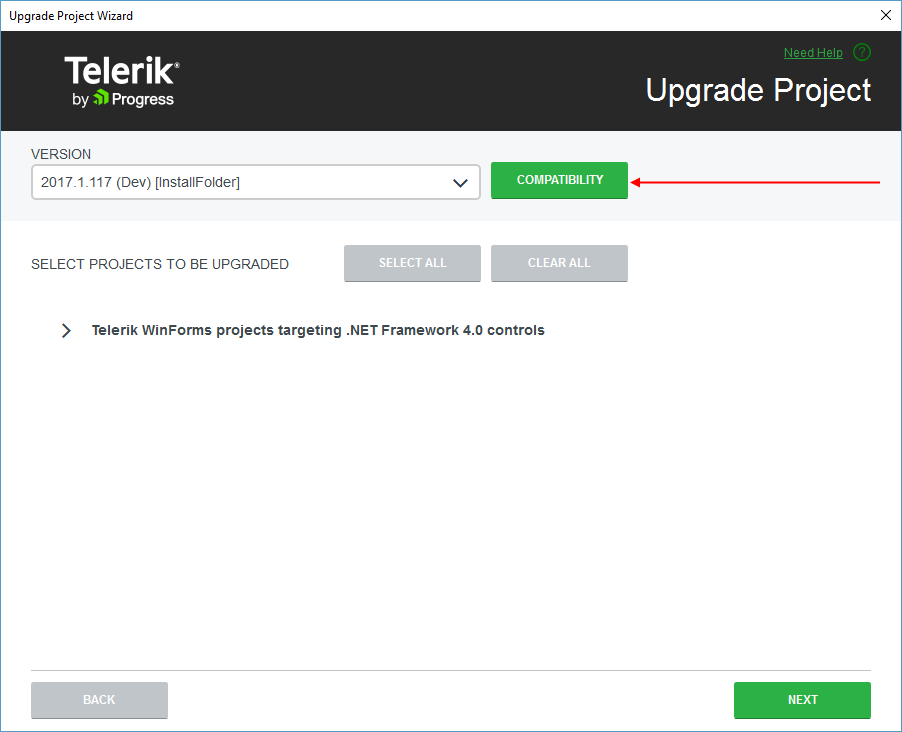 Upgrade Project Wizard
Need Help ?
Telerik®
by Progress
Upgrade Project
VERSION
2017.1.117 (Dev) [InstallFolder]
COMPATIBILITY
SELECT PROJECTS TO BE UPGRADED
SELECT ALL
CLEAR ALL
Telerik WinForms projects targeting .NET Framework 4.0 controls
BACK
NEXT